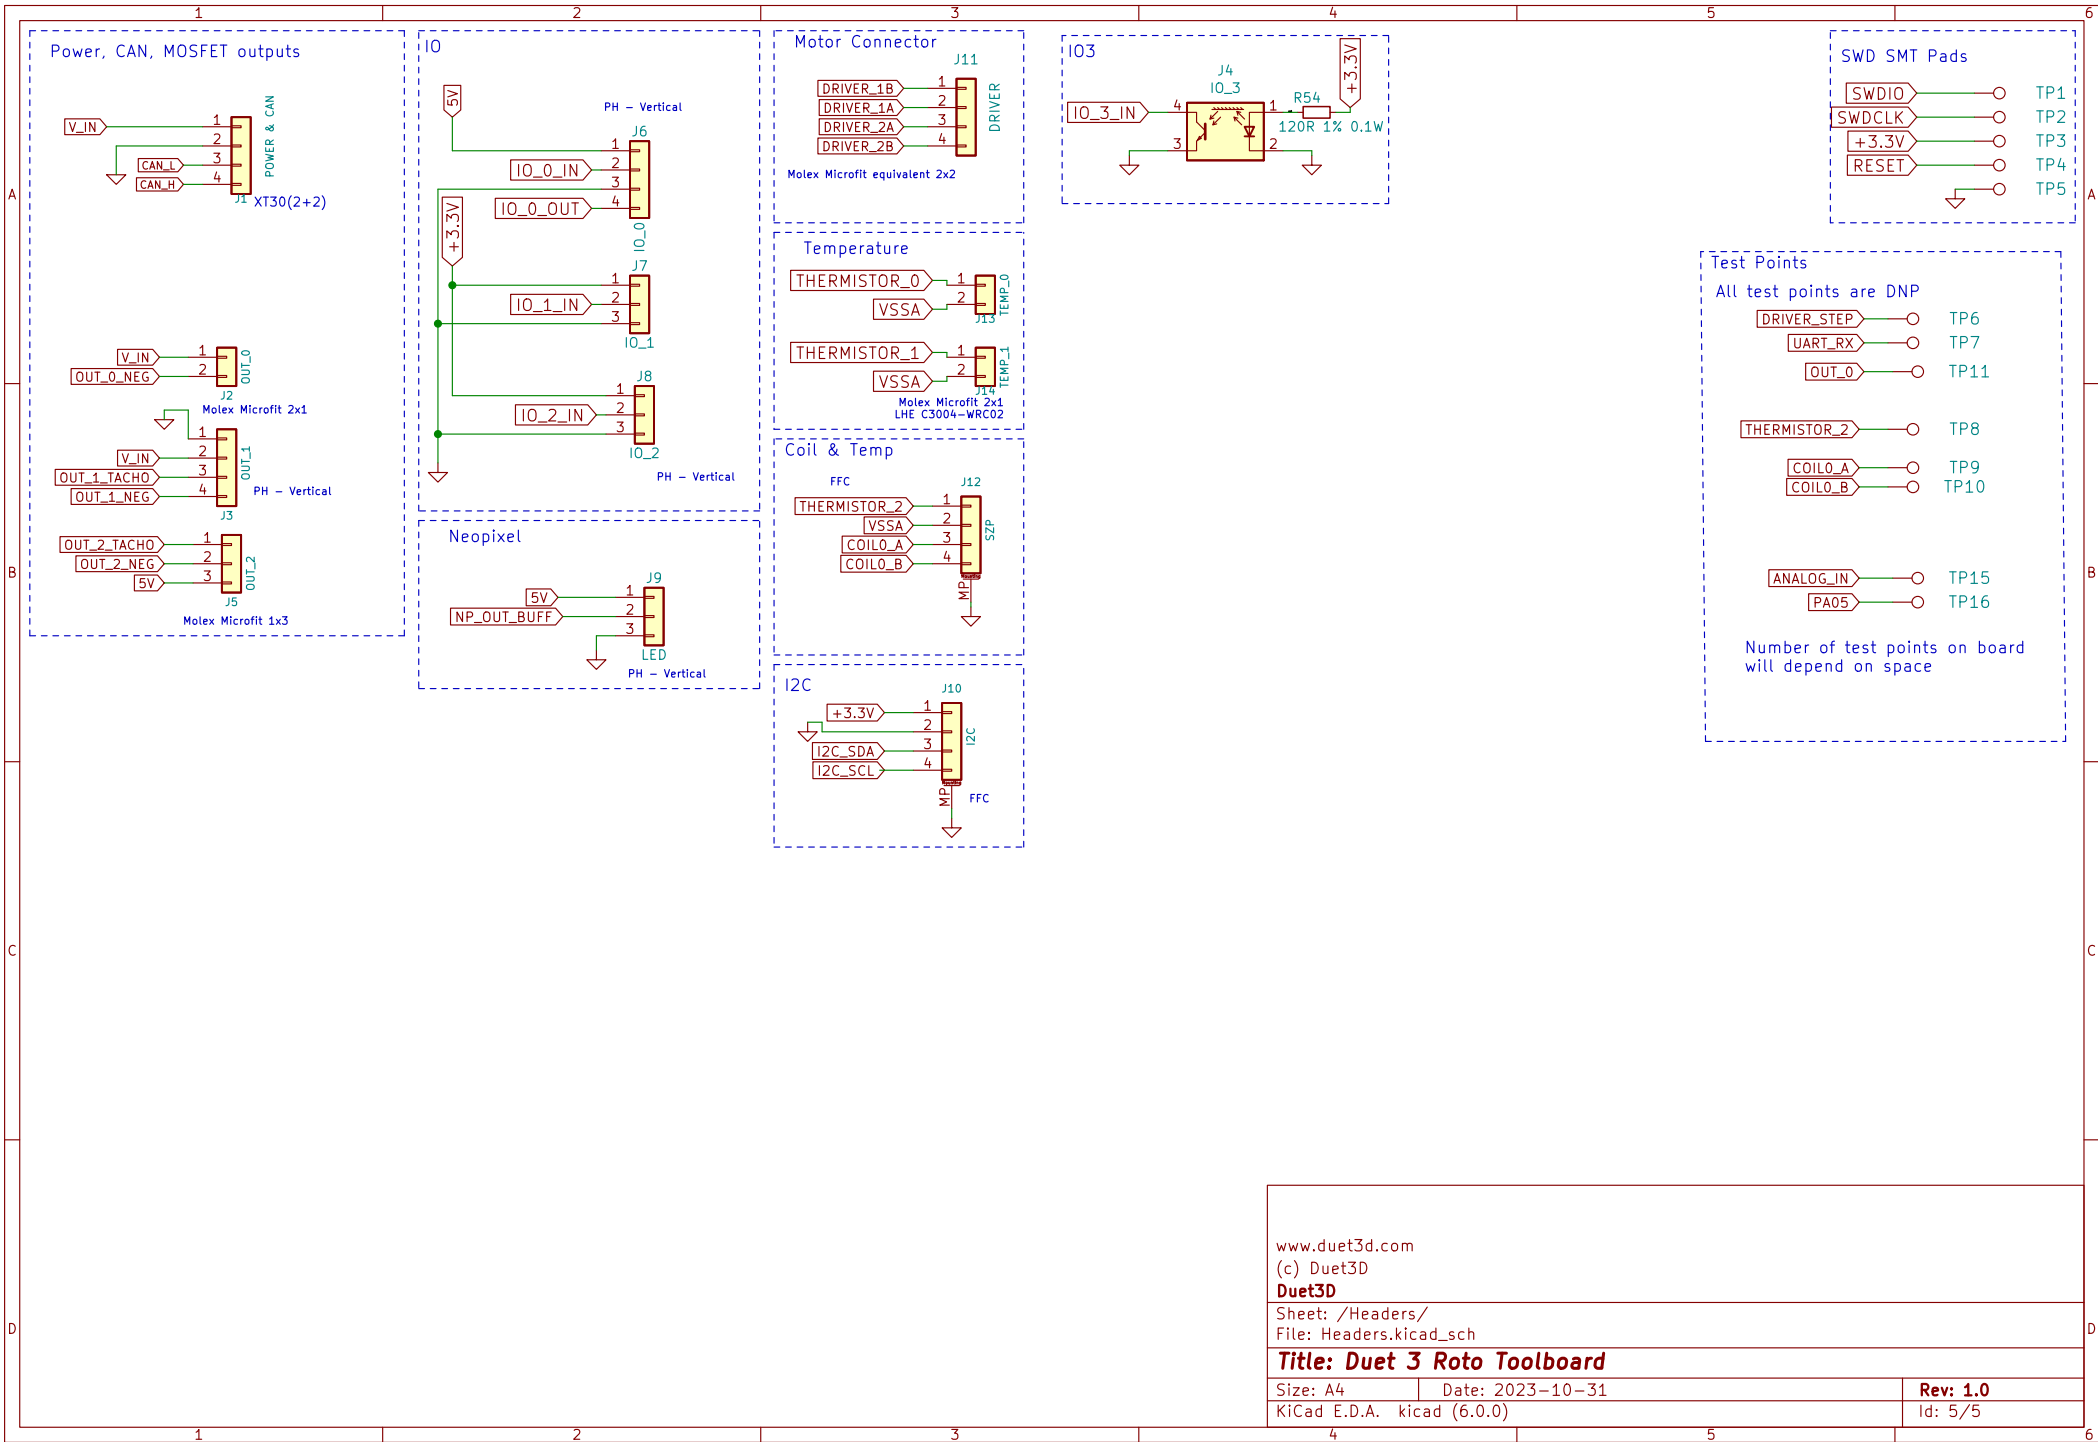 1 2 3 4 5 6
A
B
C
D
Power, CAN, MOSFET outputs
V_IN
CAN_L
CAN_H
1
2
3
4
POWER & CAN
J1
XT30(2+2)
V_IN
OUT_0_NEG
1
2
OUT_0
J2
Molex Microfit 2x1
V_IN
OUT_1_TACHO
OUT_1_NEG
1
2
3
4
OUT_1
PH - Vertical
J3
OUT_2_TACHO
OUT_2_NEG
5V
1
2
3
OUT_2
J5
Molex Microfit 1x3
IO
5V
PH - Vertical
J6
IO_0_IN
IO_0_OUT
1
2
3
4
IO_0
+3.3V
J7
IO_1_IN
1
2
3
IO_1
J8
IO_2_IN
1
2
3
IO_2
PH - Vertical
Neopixel
J9
5V
NP_OUT_BUFF
1
2
3
LED
PH - Vertical
Motor Connector
J11
DRIVER_1B
DRIVER_1A
DRIVER_2A
DRIVER_2B
1
2
3
4
DRIVER
Molex Microfit equivalent 2x2
Temperature
THERMISTOR_0
VSSA
1
2
TEMP_0
J13
THERMISTOR_1
VSSA
1
2
TEMP_1
J14
Molex Microfit 2x1
LHE C3004-WRC02
Coil & Temp
FFC
J12
THERMISTOR_2
VSSA
COIL0_A
COIL0_B
1
2
3
4
SZP
MP
I2C
J10
+3.3V
I2C_SDA
I2C_SCL
1
2
3
4
I2C
MP
FFC
IO3
J4
IO_3
IO_3_IN
4
3
1
2
R54
120R 1% 0.1W
+3.3V
SWD SMT Pads
SWDIO TP1
SWDCLK TP2
+3.3V TP3
RESET TP4
TP5
Test Points
All test points are DNP
DRIVER_STEP TP6
UART_RX TP7
OUT_0 TP11
THERMISTOR_2 TP8
COIL0_A TP9
COIL0_B TP10
ANALOG_IN TP15
PA05 TP16
Number of test points on board
will depend on space
A
B
C
D
www.duet3d.com
(c) Duet3D
Duet3D
Sheet: /Headers/
File: Headers.kicad_sch
Title: Duet 3 Roto Toolboard
Size: A4 Date: 2023-10-31 Rev: 1.0
KiCad E.D.A. kicad (6.0.0) Id: 5/5
1 2 3 4 5 6